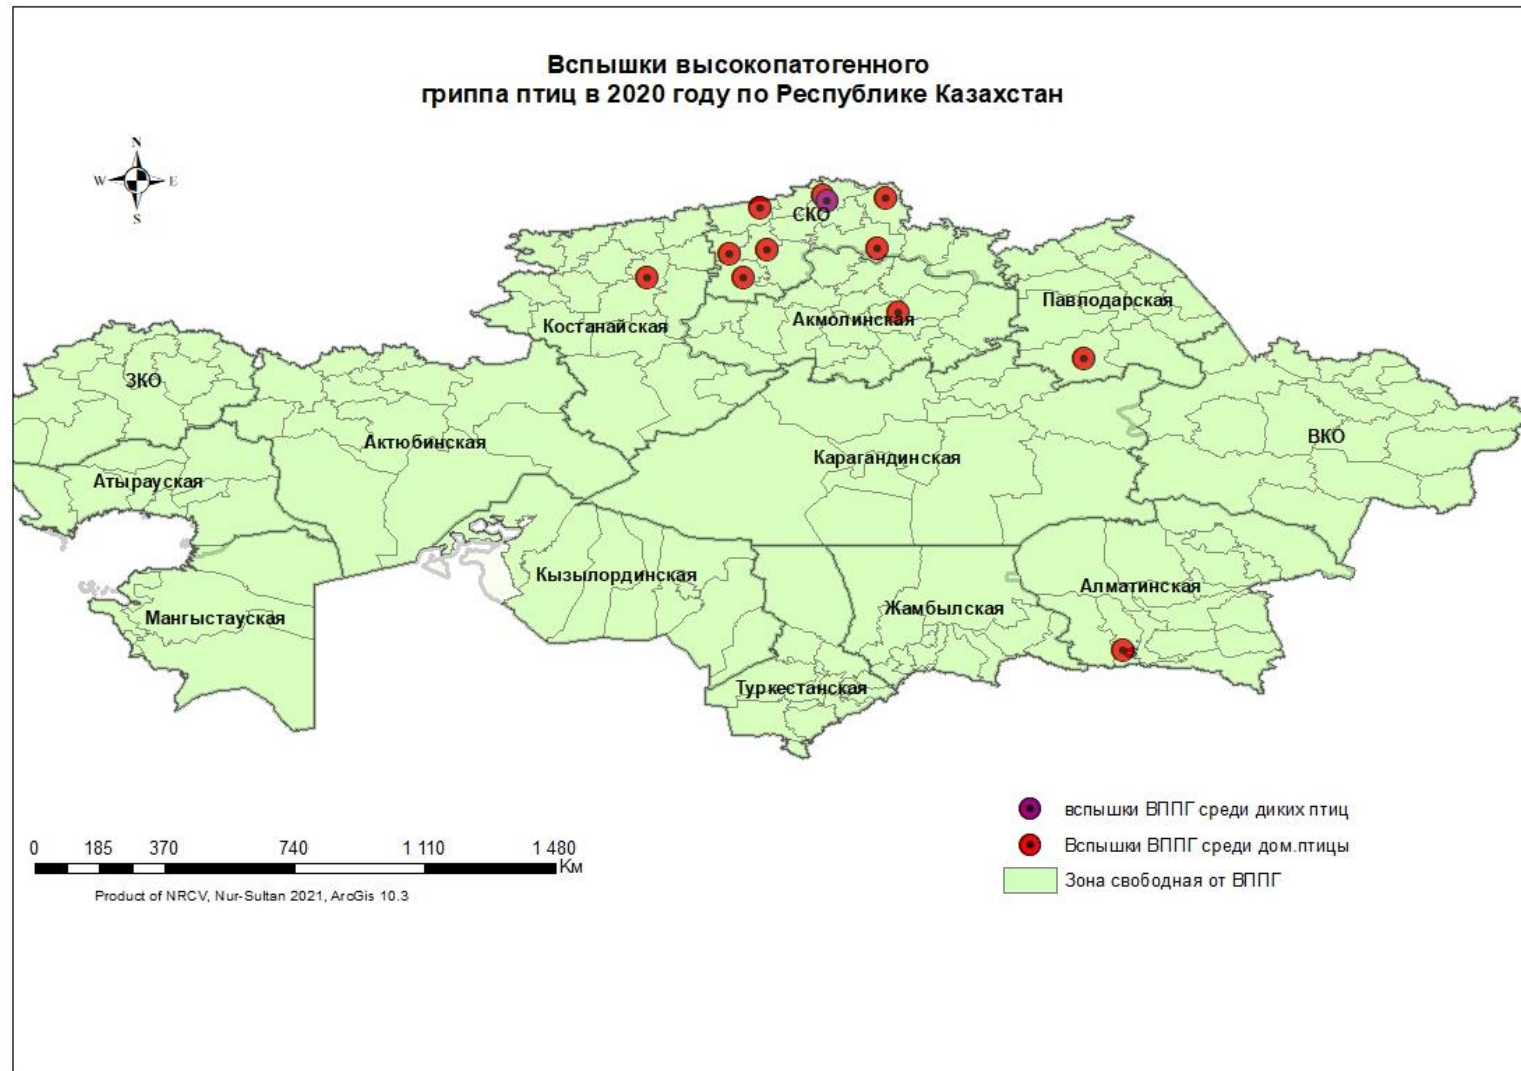 Вспышки высокопатогенного
гриппа птиц в 2020 году по Республике Казахстан
N
W E
S
СКО
Павлодарская
Костанайская
Акмолинская
ЗКО
Актюбинская
ВКО
Карагандинская
Атырауская
Кызылординская
Алматинская
Жамбылская
Мангыстауская
Туркестанская
вспышки ВППГ среди диких птиц
Вспышки ВППГ среди дом.птицы
Зона свободная от ВППГ
0 185 370 740 1 110 1 480
Км
Product of NRCV, Nur-Sultan 2021, ArcGis 10.3